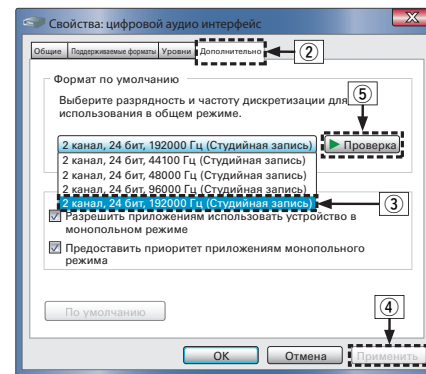 Свойства: цифровой аудио интерфейс
Общие Поддерживаемые форматы Уровни Дополнительно
②
Формат по умолчанию
Выберите разрядность и частоту дискретизации для
использования в общем режиме.
⑤
2 канал, 24 бит, 192000 Гц (Студийная запись)
Проверка
2 канал, 24 бит, 44100 Гц (Студийная запись)
2 канал, 24 бит, 48000 Гц (Студийная запись)
2 канал, 24 бит, 96000 Гц (Студийная запись)
2 канал, 24 бит, 192000 Гц (Студийная запись)
③
Разрешить приложениям использовать устройство в
монопольном режиме
Предоставить приоритет приложениям монопольного
режима
По умолчанию
④
OK Отмена Применить